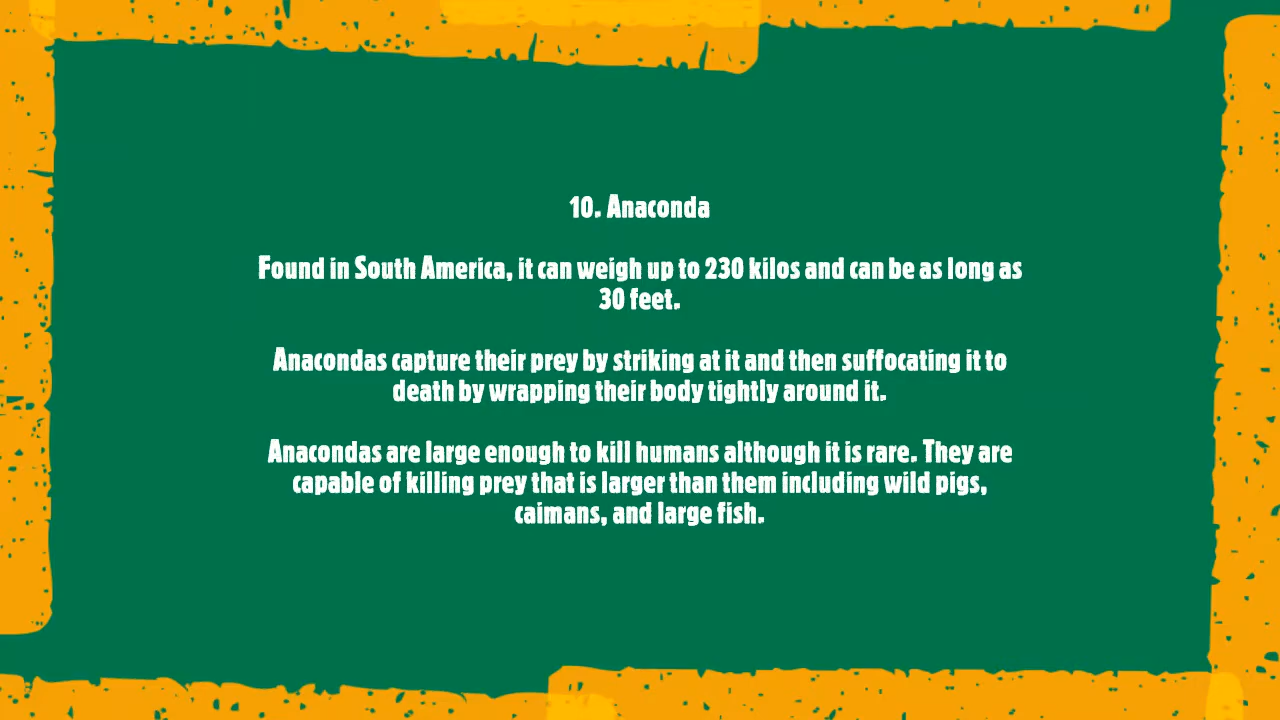 10. Anaconda
Found in South America, it can weigh up to 230 kilos and can be as long as
30 feet.
Anacondas capture their prey by striking at it and then suffocating it to
death by wrapping their body tightly around it.
Anacondas are large enough to kill humans although it is rare. They are
capable of killing prey that is larger than them including wild pigs,
caimans, and large fish.